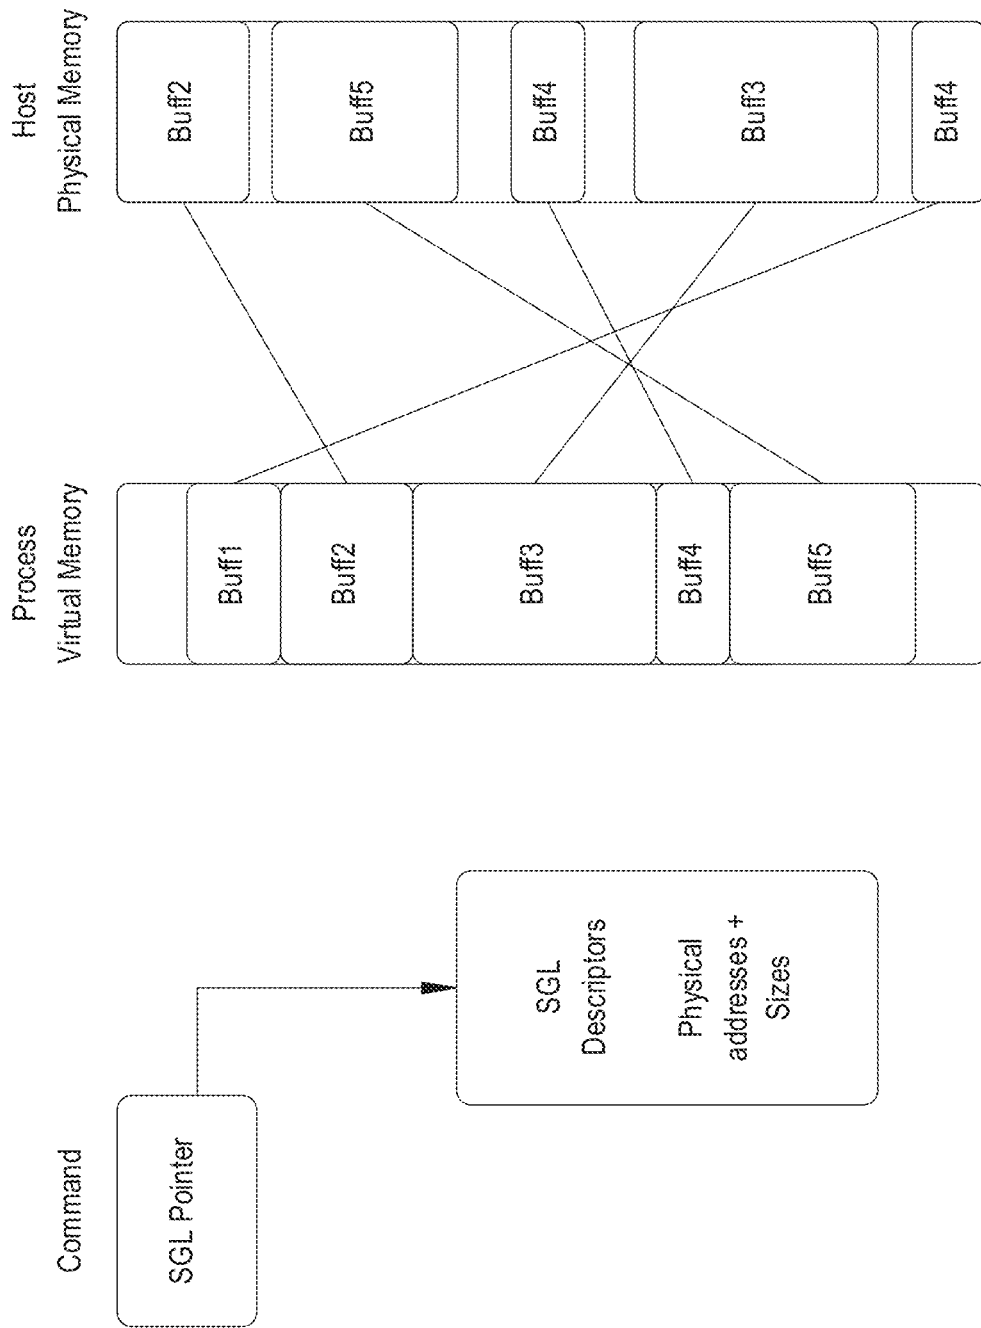 Command
Process
Virtual Memory
Host
Physical Memory
SGL Pointer
SGL
Descriptors
Physical
addresses +
Sizes
Buff1
Buff2
Buff3
Buff4
Buff5
Buff2
Buff5
Buff4
Buff3
Buff4